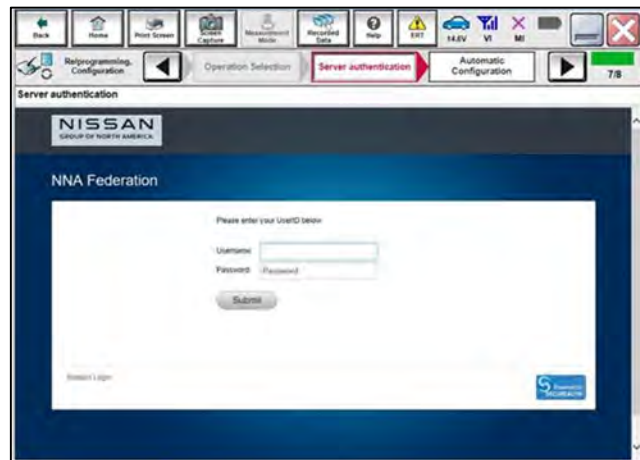 Back Home Print Screen Screen Capture Measurement Mode Recorded Data Help ERT 14.6V VI MI
Re/programming, Configuration Operation Selection Server authentication Automatic Configuration 7/8
Server authentication
NISSAN
GROUP OF NORTH AMERICA
NNA Federation
Please enter your UserID below
Username:
Password: Password
Submit